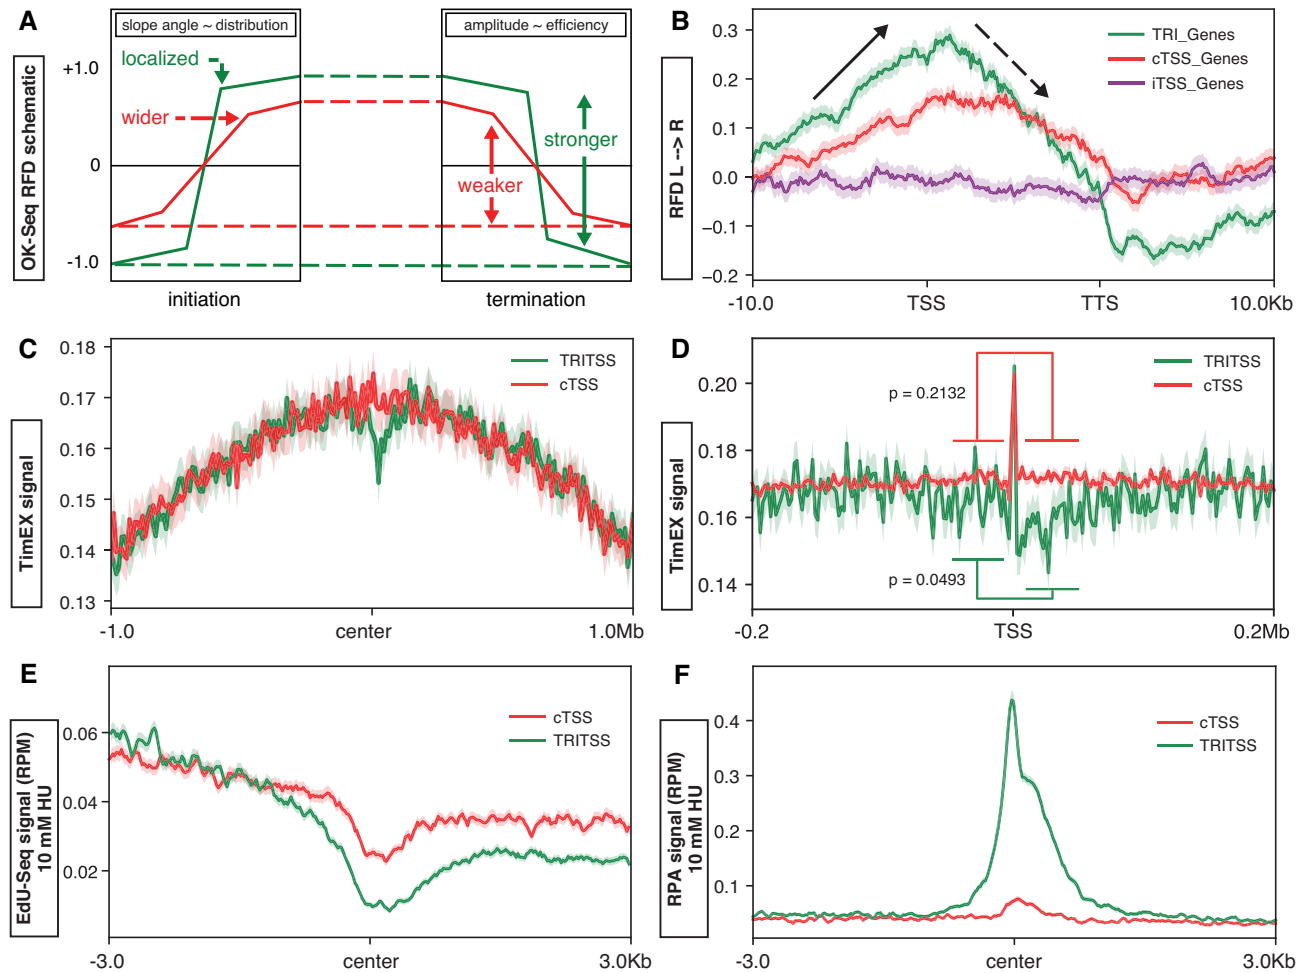 A
slope angle ~ distribution
amplitude ~ efficiency
OK-Seq RFD schematic
+1.0
0
-1.0
localized
wider
stronger
weaker
initiation
termination
B
RFD L --> R
0.3
0.2
0.1
0.0
−0.1
−0.2
TRI_Genes
cTSS_Genes
iTSS_Genes
-10.0
TSS
TTS
10.0Kb
C
TimEX signal
0.18
0.17
0.16
0.15
0.14
0.13
TRITSS
cTSS
-1.0
center
1.0Mb
D
TimEX signal
0.20
0.18
0.16
0.14
p = 0.2132
p = 0.0493
TRITSS
cTSS
-0.2
TSS
0.2Mb
E
EdU-Seq signal (RPM)
10 mM HU
0.06
0.04
0.02
cTSS
TRITSS
-3.0
center
3.0Kb
F
RPA signal (RPM)
10 mM HU
0.4
0.3
0.2
0.1
cTSS
TRITSS
-3.0
center
3.0Kb